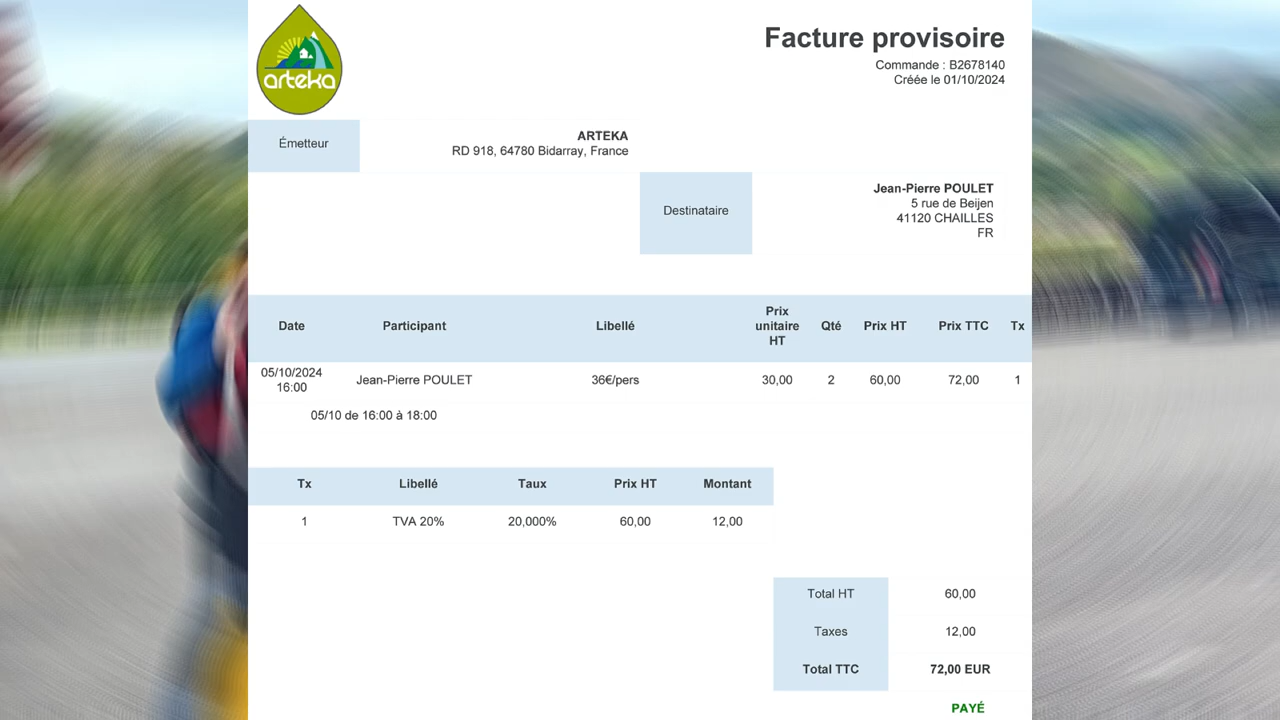 arteka
Facture provisoire
Commande : B2678140
Créée le 01/10/2024
Émetteur
ARTEKA
RD 918, 64780 Bidarray, France
Destinataire
Jean-Pierre POULET
5 rue de Beijen
41120 CHAILLES
FR
Date Participant Libellé Prix unitaire HT Qté Prix HT Prix TTC Tx
05/10/2024 16:00 Jean-Pierre POULET 36€/pers 30,00 2 60,00 72,00 1
05/10 de 16:00 à 18:00
Tx Libellé Taux Prix HT Montant
1 TVA 20% 20,000% 60,00 12,00
Total HT 60,00
Taxes 12,00
Total TTC 72,00 EUR
PAYÉ